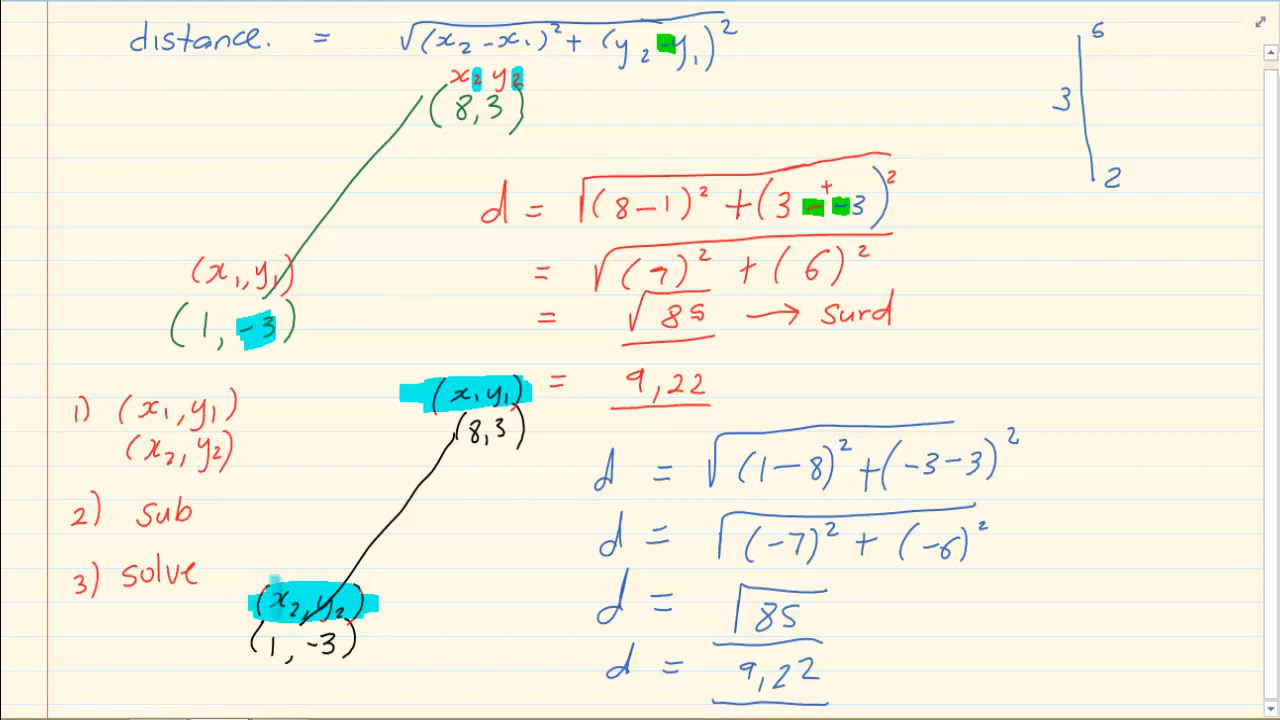 distance. = √(x₂ – x₁)² + (y₂ – y₁)²
x₂ y₂
(8,3)
6
3
2
d = √(8 – 1)² + (3 – + – 3)²
(x₁, y₁)
= √(7)² + (6)²
(1, –3)
= √85 → surd
= 9,22
(x₁ y₁)
(8,3)
1) (x₁, y₁)
(x₂, y₂)
2) sub
3) solve
(x₂, y₂)
(1, –3)
d = √(1 – 8)² + (–3 – 3)²
d = √(–7)² + (–6)²
d = √85
d = 9,22